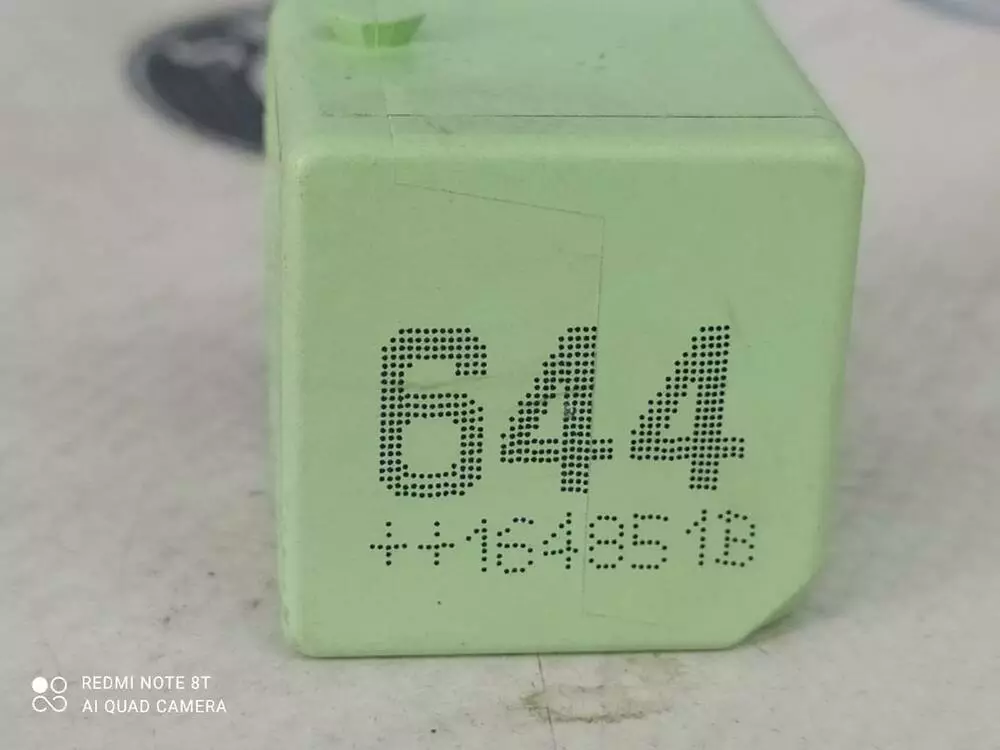 644
++164851B
REDMI NOTE 8T
AI QUAD CAMERA